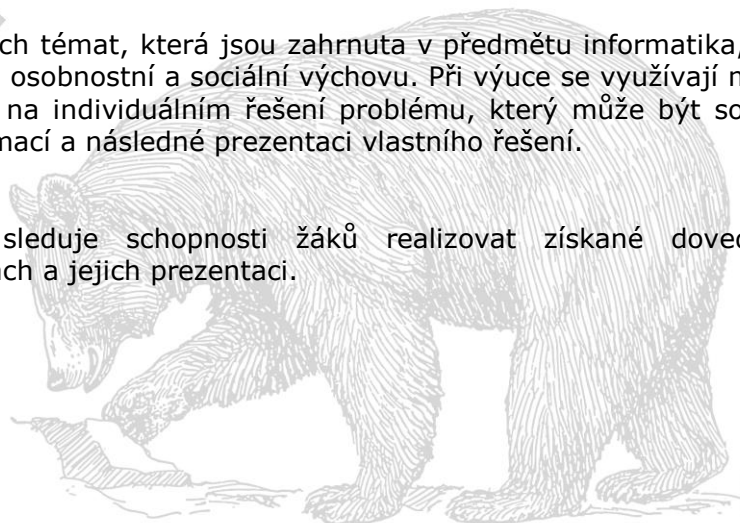 ch témat, která jsou zahrnuta v předmětu informatika,
osobnostní a sociální výchovu. Při výuce se využívají
na individuálním řešení problému, který může být so
mací a následné prezentaci vlastního řešení.
sleduje schopnosti žáků realizovat získané doved
ch a jejich prezentaci.